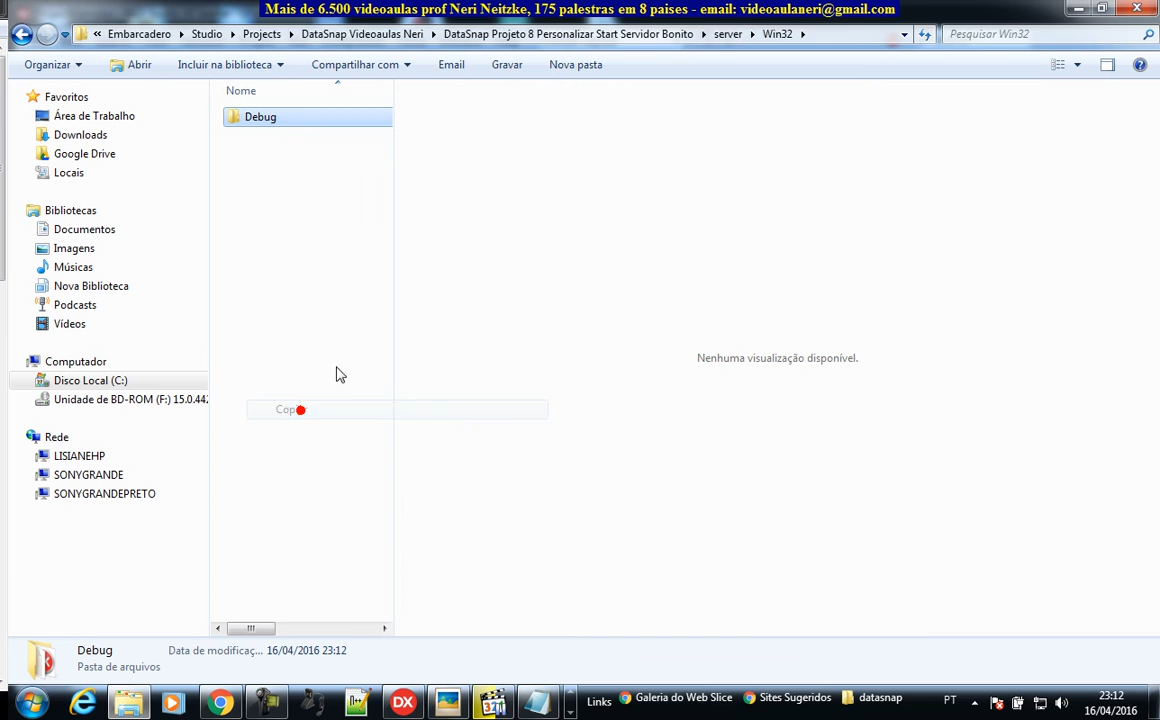 Mais de 6.500 videoaulas prof Neri Neitzke, 175 palestras em 8 paises - email: videoaulaneri@gmail.com
« Embarcadero Studio Projects DataSnap Videoaulas Neri DataSnap Projeto 8 Personalizar Start Servidor Bonito server Win32
Pesquisar Win32
Organizar Abrir Incluir na biblioteca Compartilhar com Email Gravar Nova pasta
Nome
Debug
Favoritos
Área de Trabalho
Downloads
Google Drive
Locais
Bibliotecas
Documentos
Imagens
Músicas
Nova Biblioteca
Podcasts
Vídeos
Computador
Disco Local (C:)
Unidade de BD-ROM (F:) 15.0.442
Rede
LISIANEHP
SONYGRANDE
SONYGRANDEPRETO
Nenhuma visualização disponível.
Debug Data de modificaç... 16/04/2016 23:12
Pasta de arquivos
DX
Links Galeria do Web Slice Sites Sugeridos datasnap PT
23:12
16/04/2016